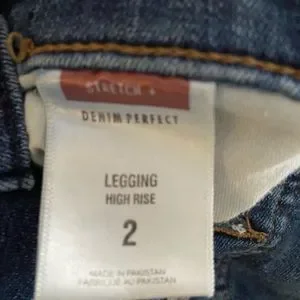 STRETCH +
DENIM PERFECT
LEGGING
HIGH RISE
2
MADE IN PAKISTAN
FABRIQUÉ AU PAKISTAN